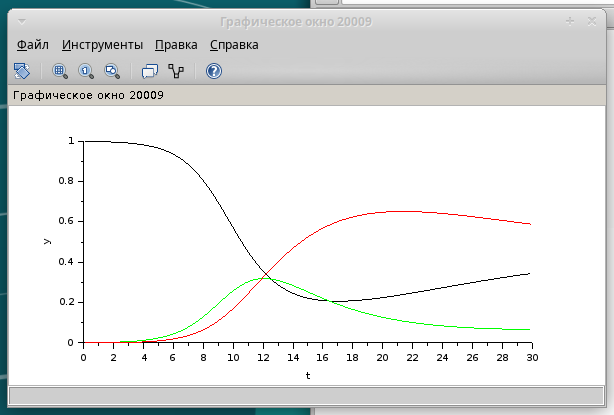 Графическое окно 20009
Файл Инструменты Правка Справка
Графическое окно 20009
1
0.8
0.6
0.4
0.2
0
y
0 2 4 6 8 10 12 14 16 18 20 22 24 26 28 30
t